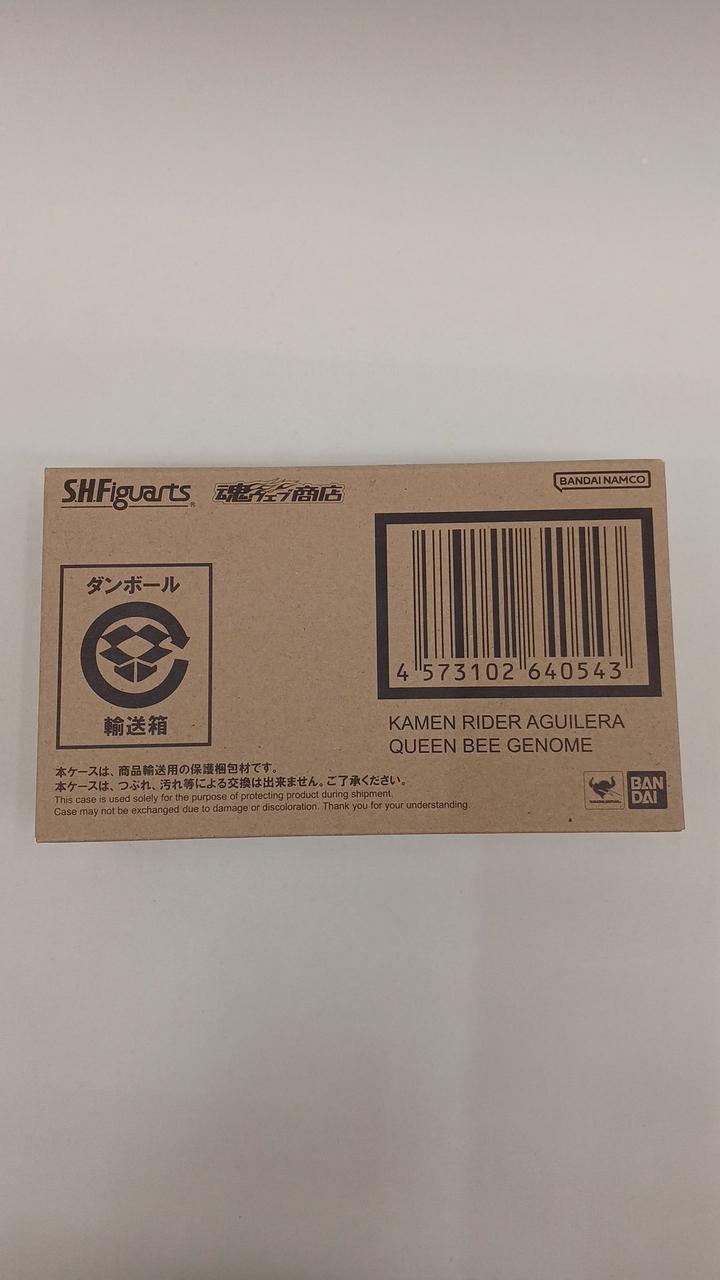 S.H.Figuarts®
魂ウェブ商店
BANDAI NAMCO
ダンボール
輸送箱
4 573102 640543
KAMEN RIDER AGUILERA
QUEEN BEE GENOME
本ケースは、商品輸送用の保護梱包材です。
本ケースは、つぶれ、汚れ等による交換は出来ません。ご了承ください。
This case is used solely for the purpose of protecting product during shipment.
Case may not be exchanged due to damage or discoloration. Thank you for your understanding.
BAN
DAI